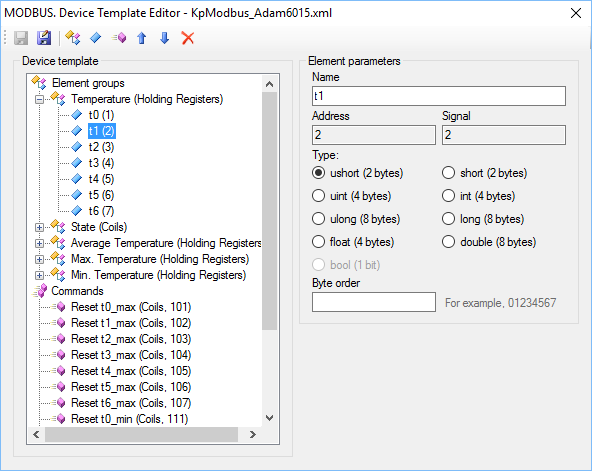 MODBUS. Device Template Editor - KpModbus_Adam6015.xml
Device template
Element groups
Temperature (Holding Registers)
t0 (1)
t1 (2)
t2 (3)
t3 (4)
t4 (5)
t5 (6)
t6 (7)
State (Coils)
Average Temperature (Holding Registers
Max. Temperature (Holding Registers)
Min. Temperature (Holding Registers)
Commands
Reset t0_max (Coils, 101)
Reset t1_max (Coils, 102)
Reset t2_max (Coils, 103)
Reset t3_max (Coils, 104)
Reset t4_max (Coils, 105)
Reset t5_max (Coils, 106)
Reset t6_max (Coils, 107)
Reset t0_min (Coils, 111)
Element parameters
Name
t1
Address Signal
2 2
Type:
ushort (2 bytes) short (2 bytes)
uint (4 bytes) int (4 bytes)
ulong (8 bytes) long (8 bytes)
float (4 bytes) double (8 bytes)
bool (1 bit)
Byte order
For example, 01234567